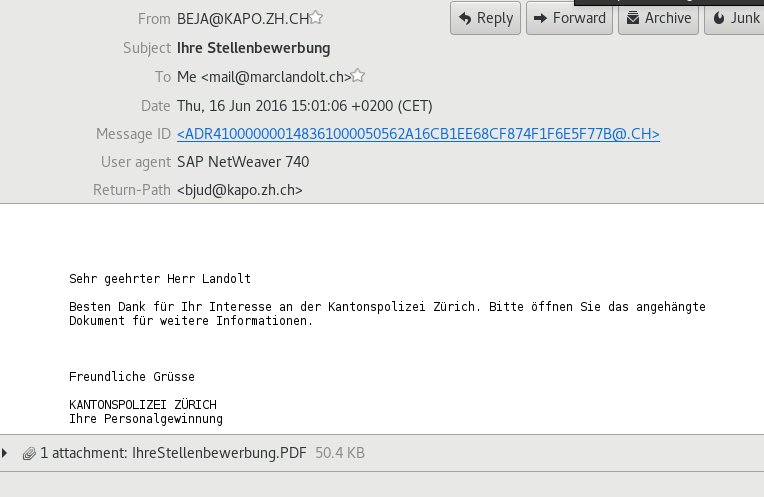 From BEJA@KAPO.ZH.CH
Reply Forward Archive Junk
Subject Ihre Stellenbewerbung
To Me <mail@marclandolt.ch>
Date Thu, 16 Jun 2016 15:01:06 +0200 (CET)
Message ID <ADR410000000148361000050562A16CB1EE68CF874F1F6E5F77B@.CH>
User agent SAP NetWeaver 740
Return-Path <bjud@kapo.zh.ch>
Sehr geehrter Herr Landolt
Besten Dank für Ihr Interesse an der Kantonspolizei Zürich. Bitte öffnen Sie das angehängte
Dokument für weitere Informationen.
Freundliche Grüsse
KANTONSPOLIZEI ZÜRICH
Ihre Personalgewinnung
1 attachment: IhreStellenbewerbung.PDF 50.4 KB